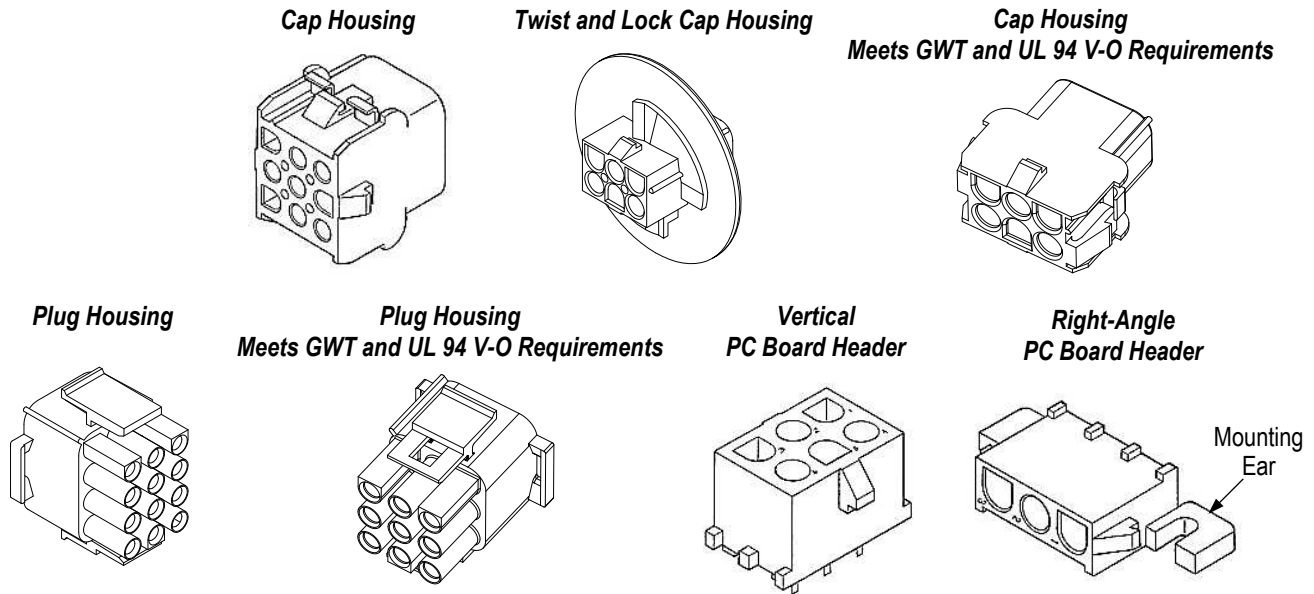 Cap Housing
Twist and Lock Cap Housing
Cap Housing
Meets GWT and UL 94 V-O Requirements
Plug Housing
Plug Housing
Meets GWT and UL 94 V-O Requirements
Vertical
PC Board Header
Right-Angle
PC Board Header
Mounting
Ear